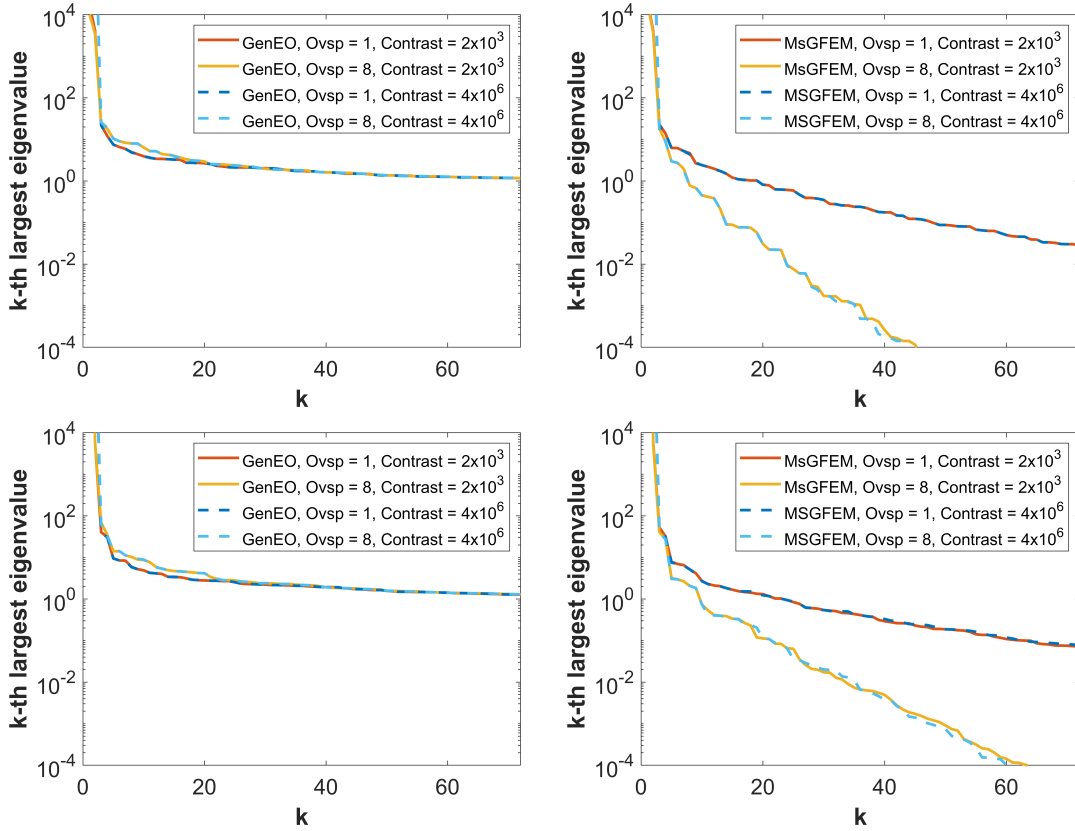 k-th largest eigenvalue
10^4
10^2
10^0
10^-2
10^-4
GenEO, Ovsp = 1, Contrast = 2x10^3
GenEO, Ovsp = 8, Contrast = 2x10^3
GenEO, Ovsp = 1, Contrast = 4x10^6
GenEO, Ovsp = 8, Contrast = 4x10^6
0 20 40 60
k
k-th largest eigenvalue
10^4
10^2
10^0
10^-2
10^-4
MsGFEM, Ovsp = 1, Contrast = 2x10^3
MsGFEM, Ovsp = 8, Contrast = 2x10^3
MSGFEM, Ovsp = 1, Contrast = 4x10^6
MSGFEM, Ovsp = 8, Contrast = 4x10^6
0 20 40 60
k
k-th largest eigenvalue
10^4
10^2
10^0
10^-2
10^-4
GenEO, Ovsp = 1, Contrast = 2x10^3
GenEO, Ovsp = 8, Contrast = 2x10^3
GenEO, Ovsp = 1, Contrast = 4x10^6
GenEO, Ovsp = 8, Contrast = 4x10^6
0 20 40 60
k
k-th largest eigenvalue
10^4
10^2
10^0
10^-2
10^-4
MsGFEM, Ovsp = 1, Contrast = 2x10^3
MsGFEM, Ovsp = 8, Contrast = 2x10^3
MSGFEM, Ovsp = 1, Contrast = 4x10^6
MSGFEM, Ovsp = 8, Contrast = 4x10^6
0 20 40 60
k